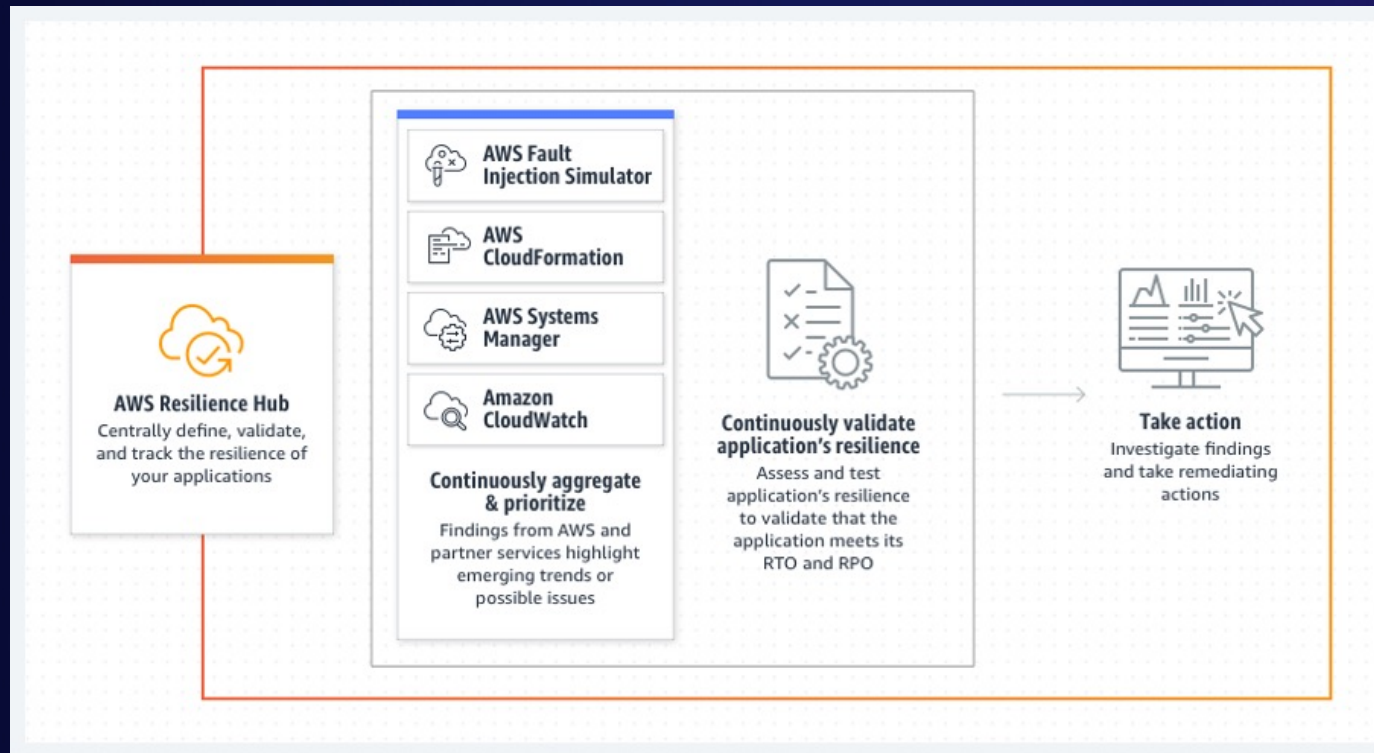 AWS Resilience Hub
Centrally define, validate,
and track the resilience of
your applications
AWS Fault
Injection Simulator
AWS
CloudFormation
AWS Systems
Manager
Amazon
CloudWatch
Continuously aggregate
& prioritize
Findings from AWS and
partner services highlight
emerging trends or
possible issues
Continuously validate
application's resilience
Assess and test
application's resilience
to validate that the
application meets its
RTO and RPO
Take action
Investigate findings
and take remediating
actions